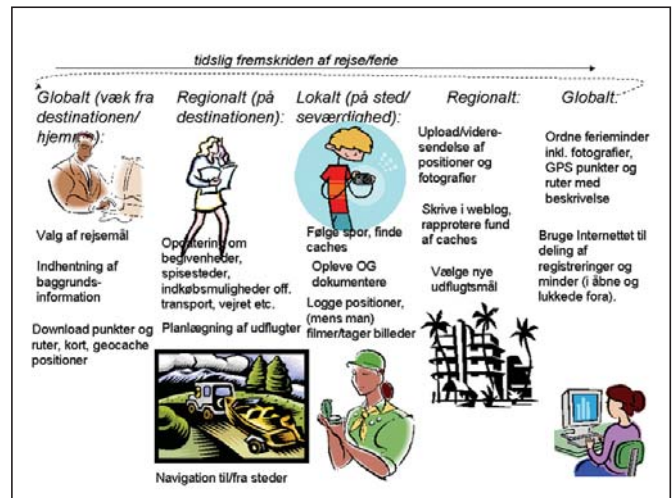 tidslig fremskriden af rejse/ferie
Globalt (væk fra
destinationen/
hjemme):
Valg af rejsemål
Indhentning af
baggrunds-
information
Download punkter og
ruter, kort, geocache
positioner
Regionalt (på
destinationen):
Opdatering om
begivenheder,
spisesteder,
indkøbsmuligheder off.
transport, vejret etc.
Planlægning af udflugter
Navigation til/fra steder
Lokalt (på sted/
seværdighed):
Følge spor, finde
caches
Opleve OG
dokumentere
Logge positioner,
(mens man)
filmer/tager billeder
Regionalt:
Upload/videre-
sendelse af
positioner og
fotografier
Skrive i weblog,
rapprotere fund
af caches
Vælge nye
udflugtsmål
Globalt:
Ordne ferieminder
inkl. fotografier,
GPS punkter og
ruter med
beskrivelse
Bruge Internettet til
deling af
registreringer og
minder (i åbne og
lukkede fora).